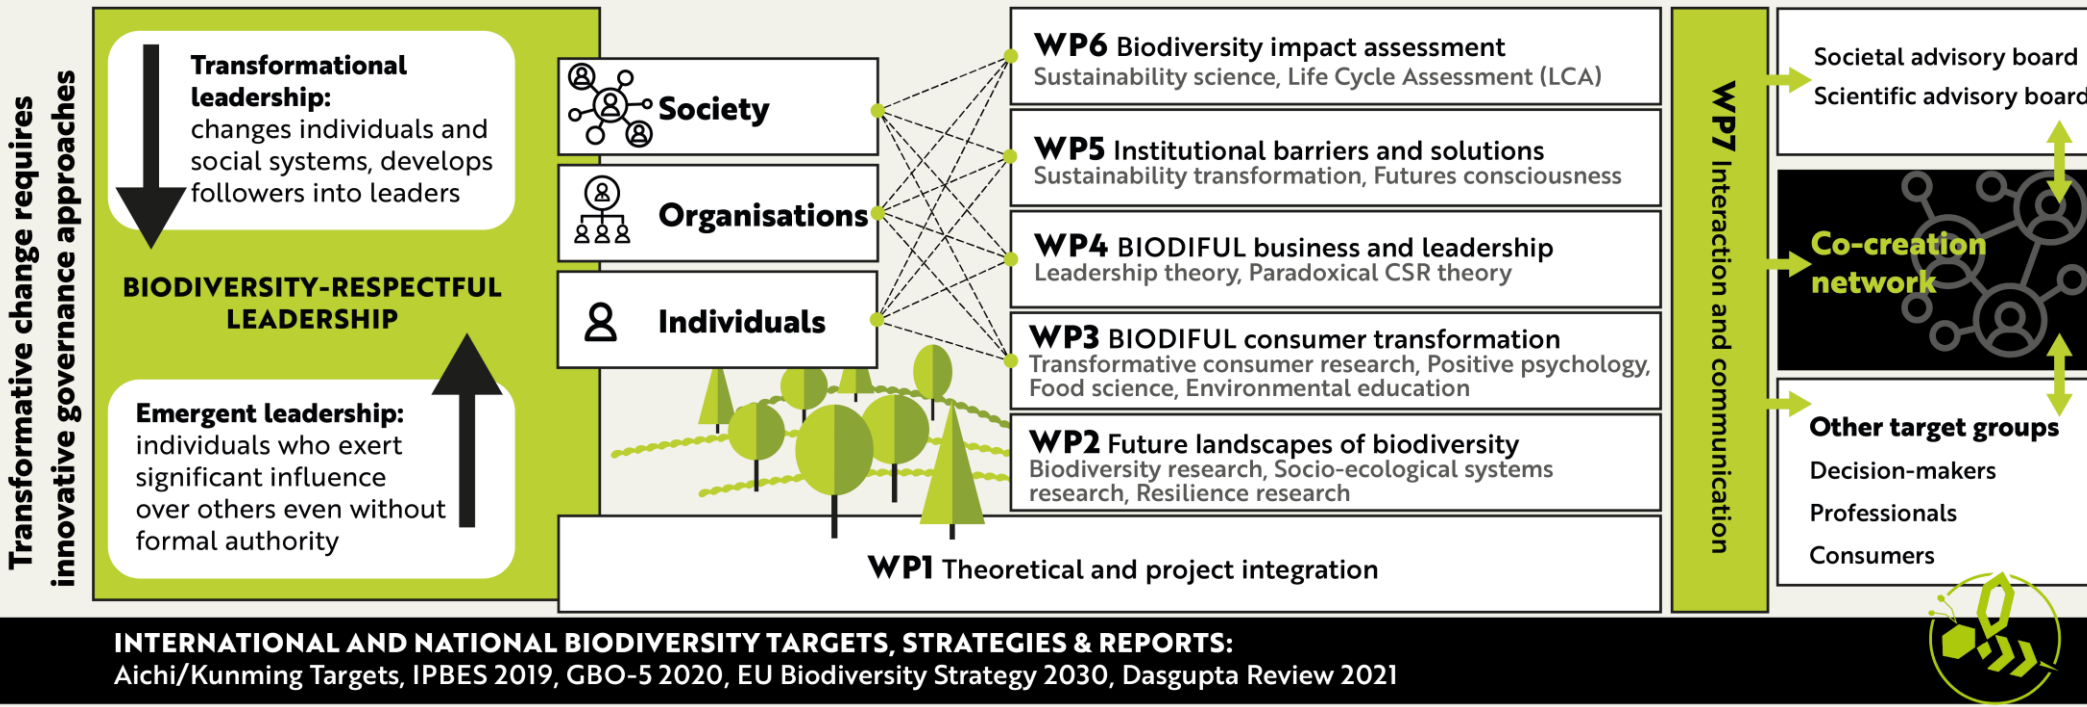 Transformative change requires
innovative governance approaches
Transformational
leadership:
changes individuals and
social systems, develops
followers into leaders
BIODIVERSITY-RESPECTFUL
LEADERSHIP
Emergent leadership:
individuals who exert
significant influence
over others even without
formal authority
Society
Organisations
Individuals
WP6 Biodiversity impact assessment
Sustainability science, Life Cycle Assessment (LCA)
WP5 Institutional barriers and solutions
Sustainability transformation, Futures consciousness
WP4 BIODIFUL business and leadership
Leadership theory, Paradoxical CSR theory
WP3 BIODIFUL consumer transformation
Transformative consumer research, Positive psychology,
Food science, Environmental education
WP2 Future landscapes of biodiversity
Biodiversity research, Socio-ecological systems
research, Resilience research
WP1 Theoretical and project integration
WP7 Interaction and communication
Societal advisory board
Scientific advisory board
Co-creation
network
Other target groups
Decision-makers
Professionals
Consumers
INTERNATIONAL AND NATIONAL BIODIVERSITY TARGETS, STRATEGIES & REPORTS:
Aichi/Kunming Targets, IPBES 2019, GBO-5 2020, EU Biodiversity Strategy 2030, Dasgupta Review 2021